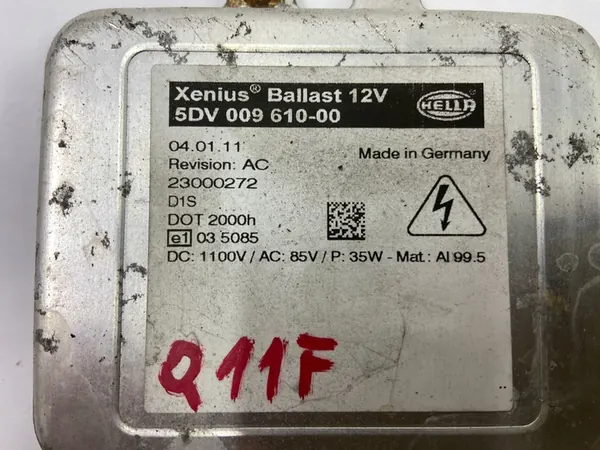 Xenius® Ballast 12V
5DV 009 610-00
HELLA
04.01.11
Made in Germany
Revision: AC
23000272
D1S
DOT 2000h
e1 03 5085
DC: 1100V / AC: 85V / P: 35W - Mat.: Al 99.5
Q11F